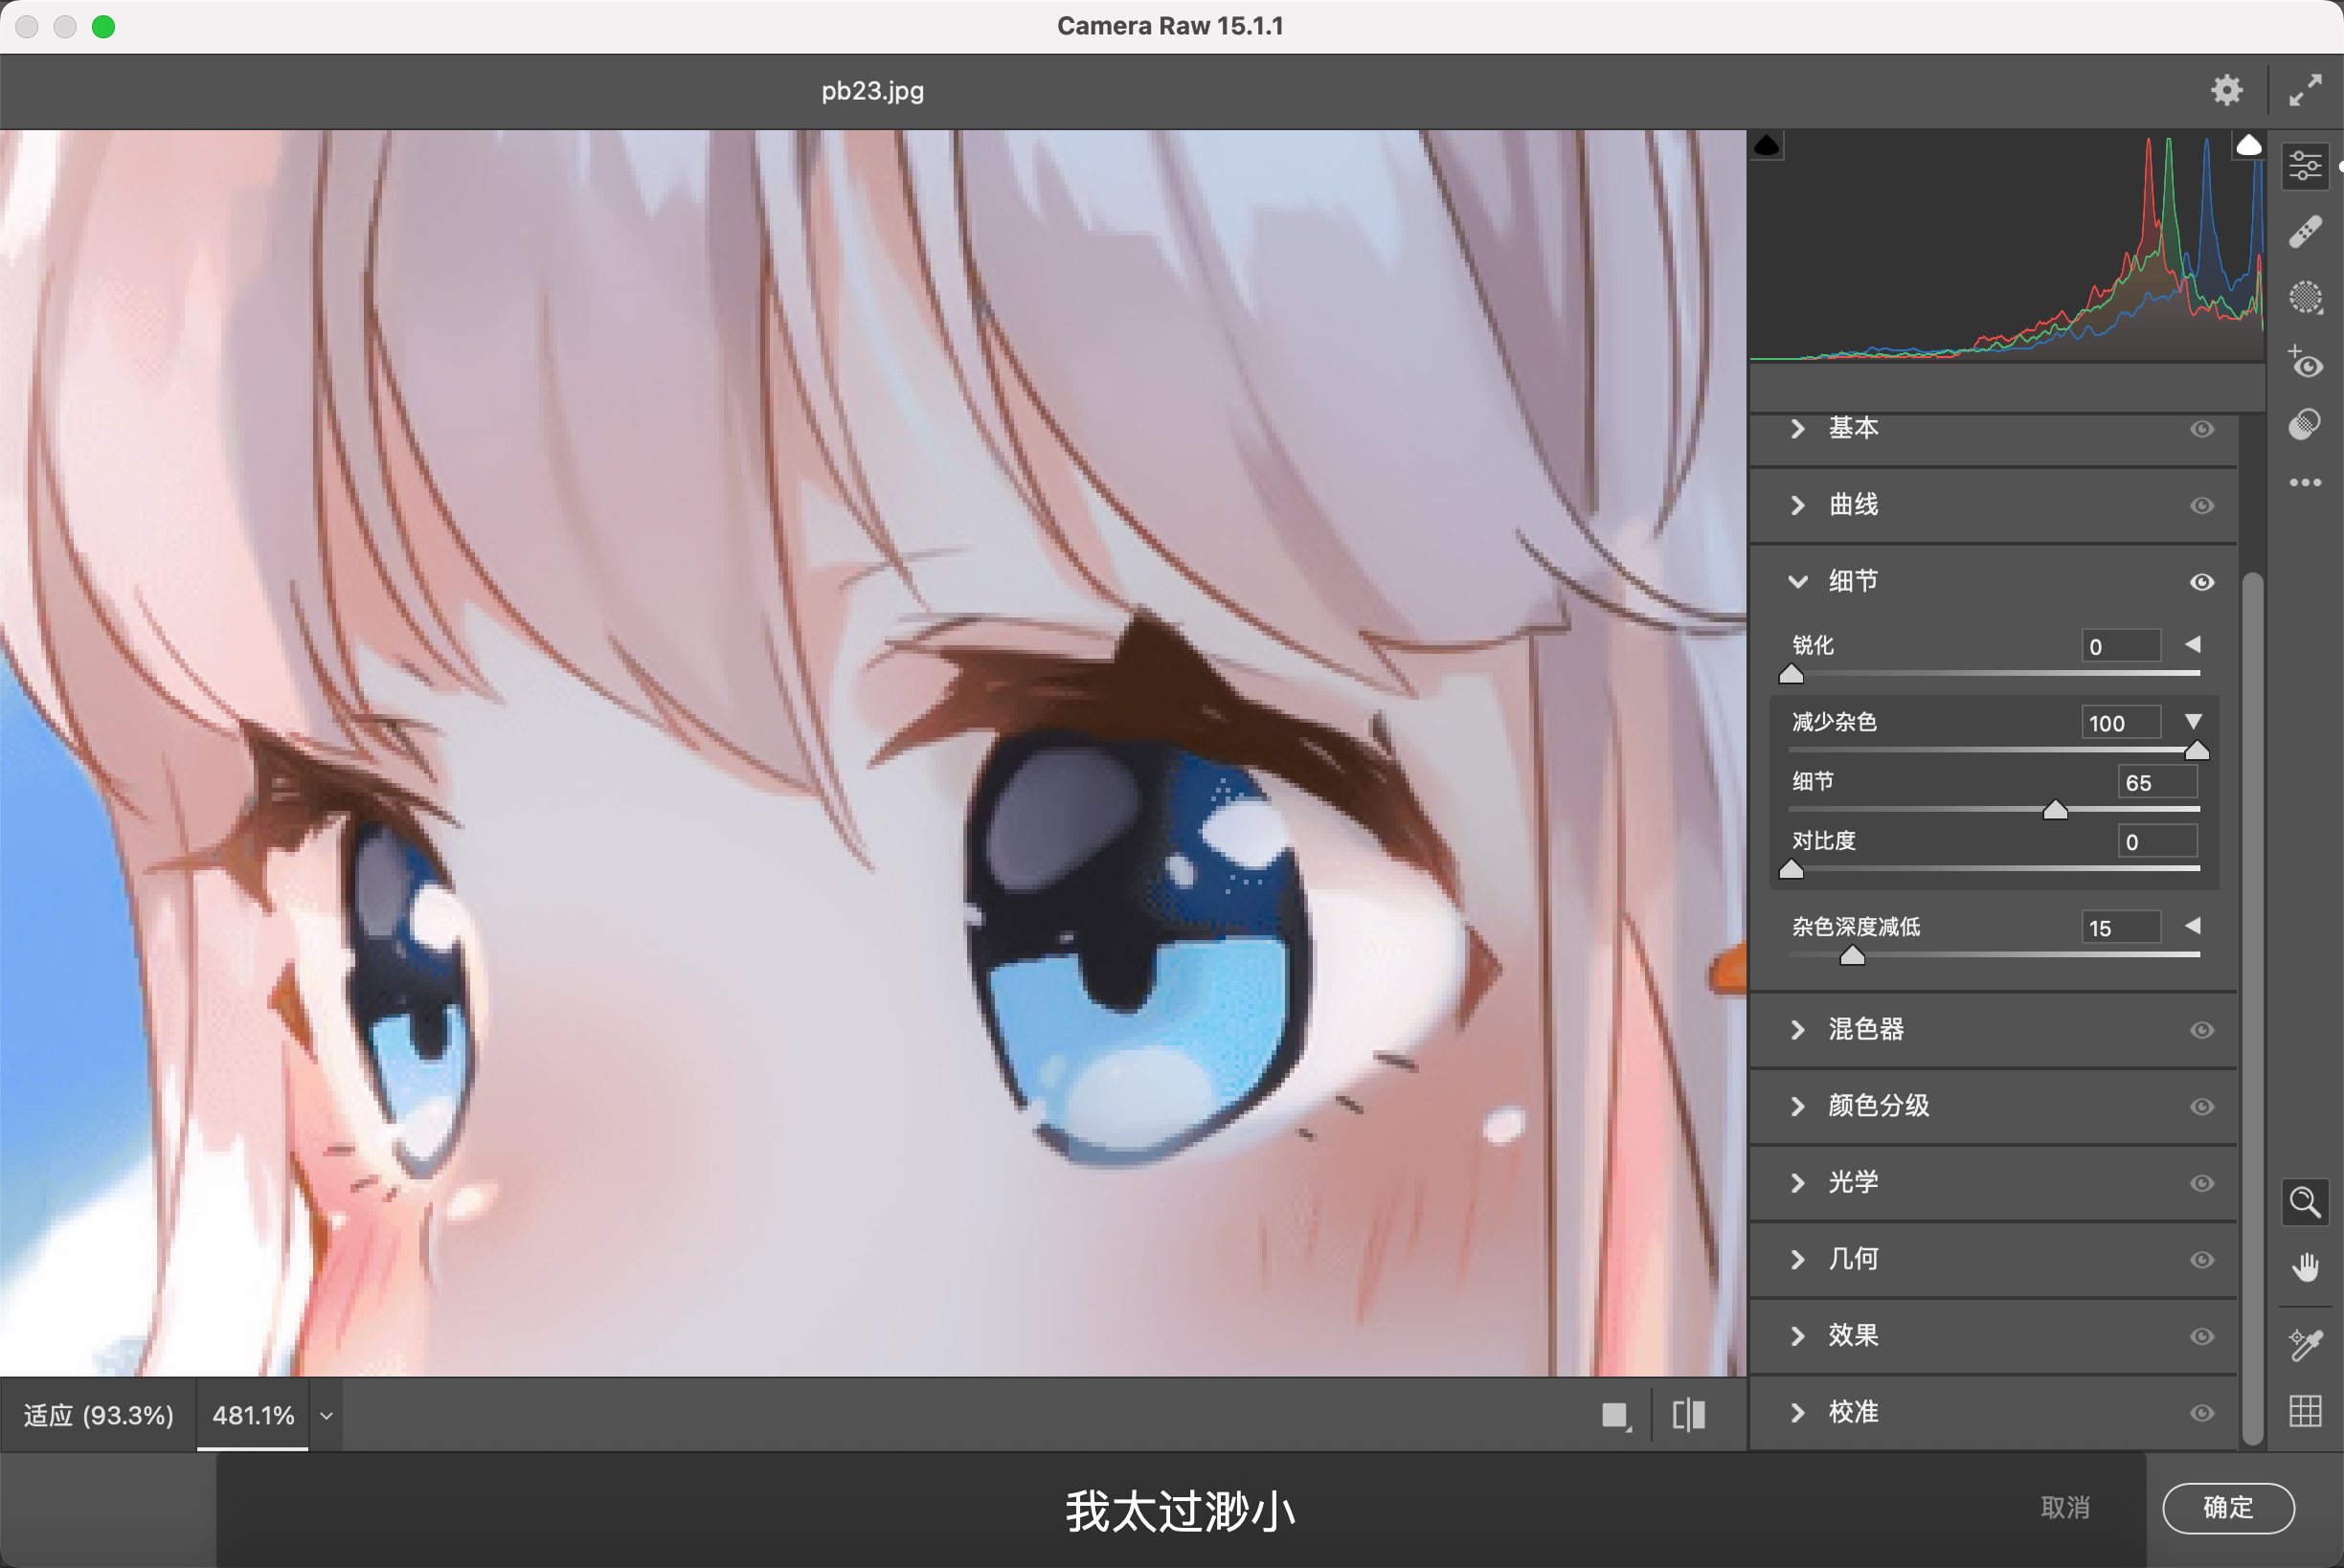 Camera Raw 15.1.1
pb23.jpg
基本
曲线
细节
锐化 0
减少杂色 100
细节 65
对比度 0
杂色深度减低 15
混色器
颜色分级
光学
几何
效果
校准
适应 (93.3%) 481.1%
我太过渺小
取消 确定